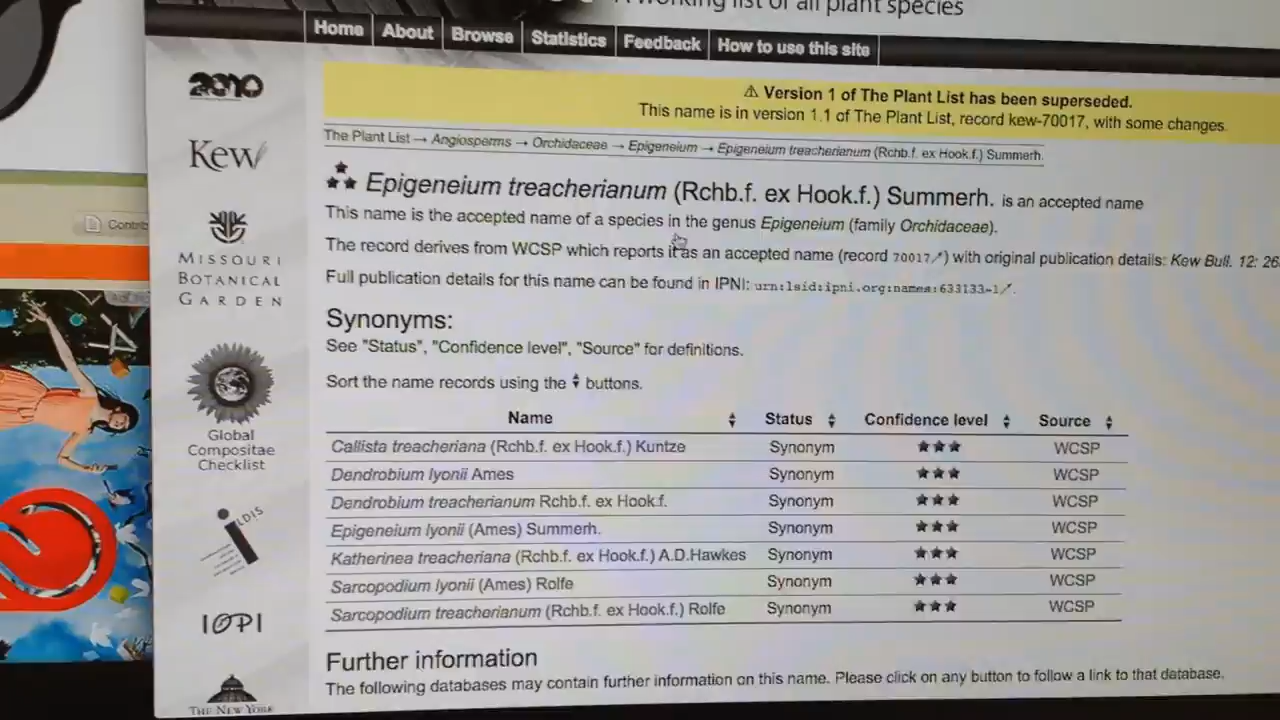 A working list of all plant species
Home About Browse Statistics Feedback How to use this site
2010
⚠ Version 1 of The Plant List has been superseded.
This name is in version 1.1 of The Plant List, record kew-70017, with some changes.
Kew
The Plant List → Angiosperms → Orchidaceae → Epigeneium → Epigeneium treacherianum (Rchb.f. ex Hook.f.) Summerh.
★★★ Epigeneium treacherianum (Rchb.f. ex Hook.f.) Summerh. is an accepted name
This name is the accepted name of a species in the genus Epigeneium (family Orchidaceae).
The record derives from WCSP which reports it as an accepted name (record 70017) with original publication details: Kew Bull. 12: 26
Full publication details for this name can be found in IPNI: urn:lsid:ipni.org:names:633133-1.
MISSOURI
BOTANICAL
GARDEN
Synonyms:
See "Status", "Confidence level", "Source" for definitions.
Sort the name records using the buttons.
Name Status Confidence level Source
Callista treacheriana (Rchb.f. ex Hook.f.) Kuntze Synonym ★★★ WCSP
Dendrobium lyonii Ames Synonym ★★★ WCSP
Dendrobium treacherianum Rchb.f. ex Hook.f. Synonym ★★★ WCSP
Epigeneium lyonii (Ames) Summerh. Synonym ★★★ WCSP
Katherinea treacheriana (Rchb.f. ex Hook.f.) A.D.Hawkes Synonym ★★★ WCSP
Sarcopodium lyonii (Ames) Rolfe Synonym ★★★ WCSP
Sarcopodium treacherianum (Rchb.f. ex Hook.f.) Rolfe Synonym ★★★ WCSP
Global
Compositae
Checklist
ILDIS
IOPI
THE NEW YORK
Further information
The following databases may contain further information on this name. Please click on any button to follow a link to that database.
Contrib